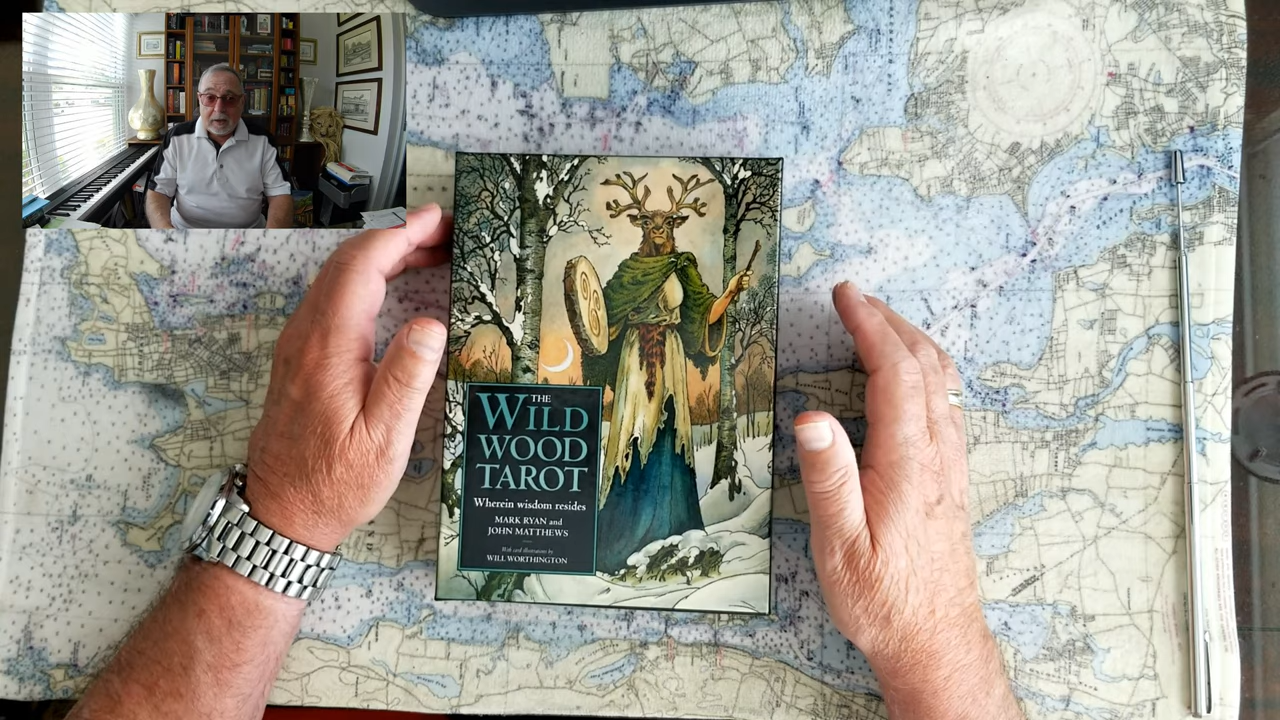 THE
WILD
WOOD
TAROT
Wherein wisdom resides
MARK RYAN and
JOHN MATTHEWS
With card illustrations by
WILL WORTHINGTON